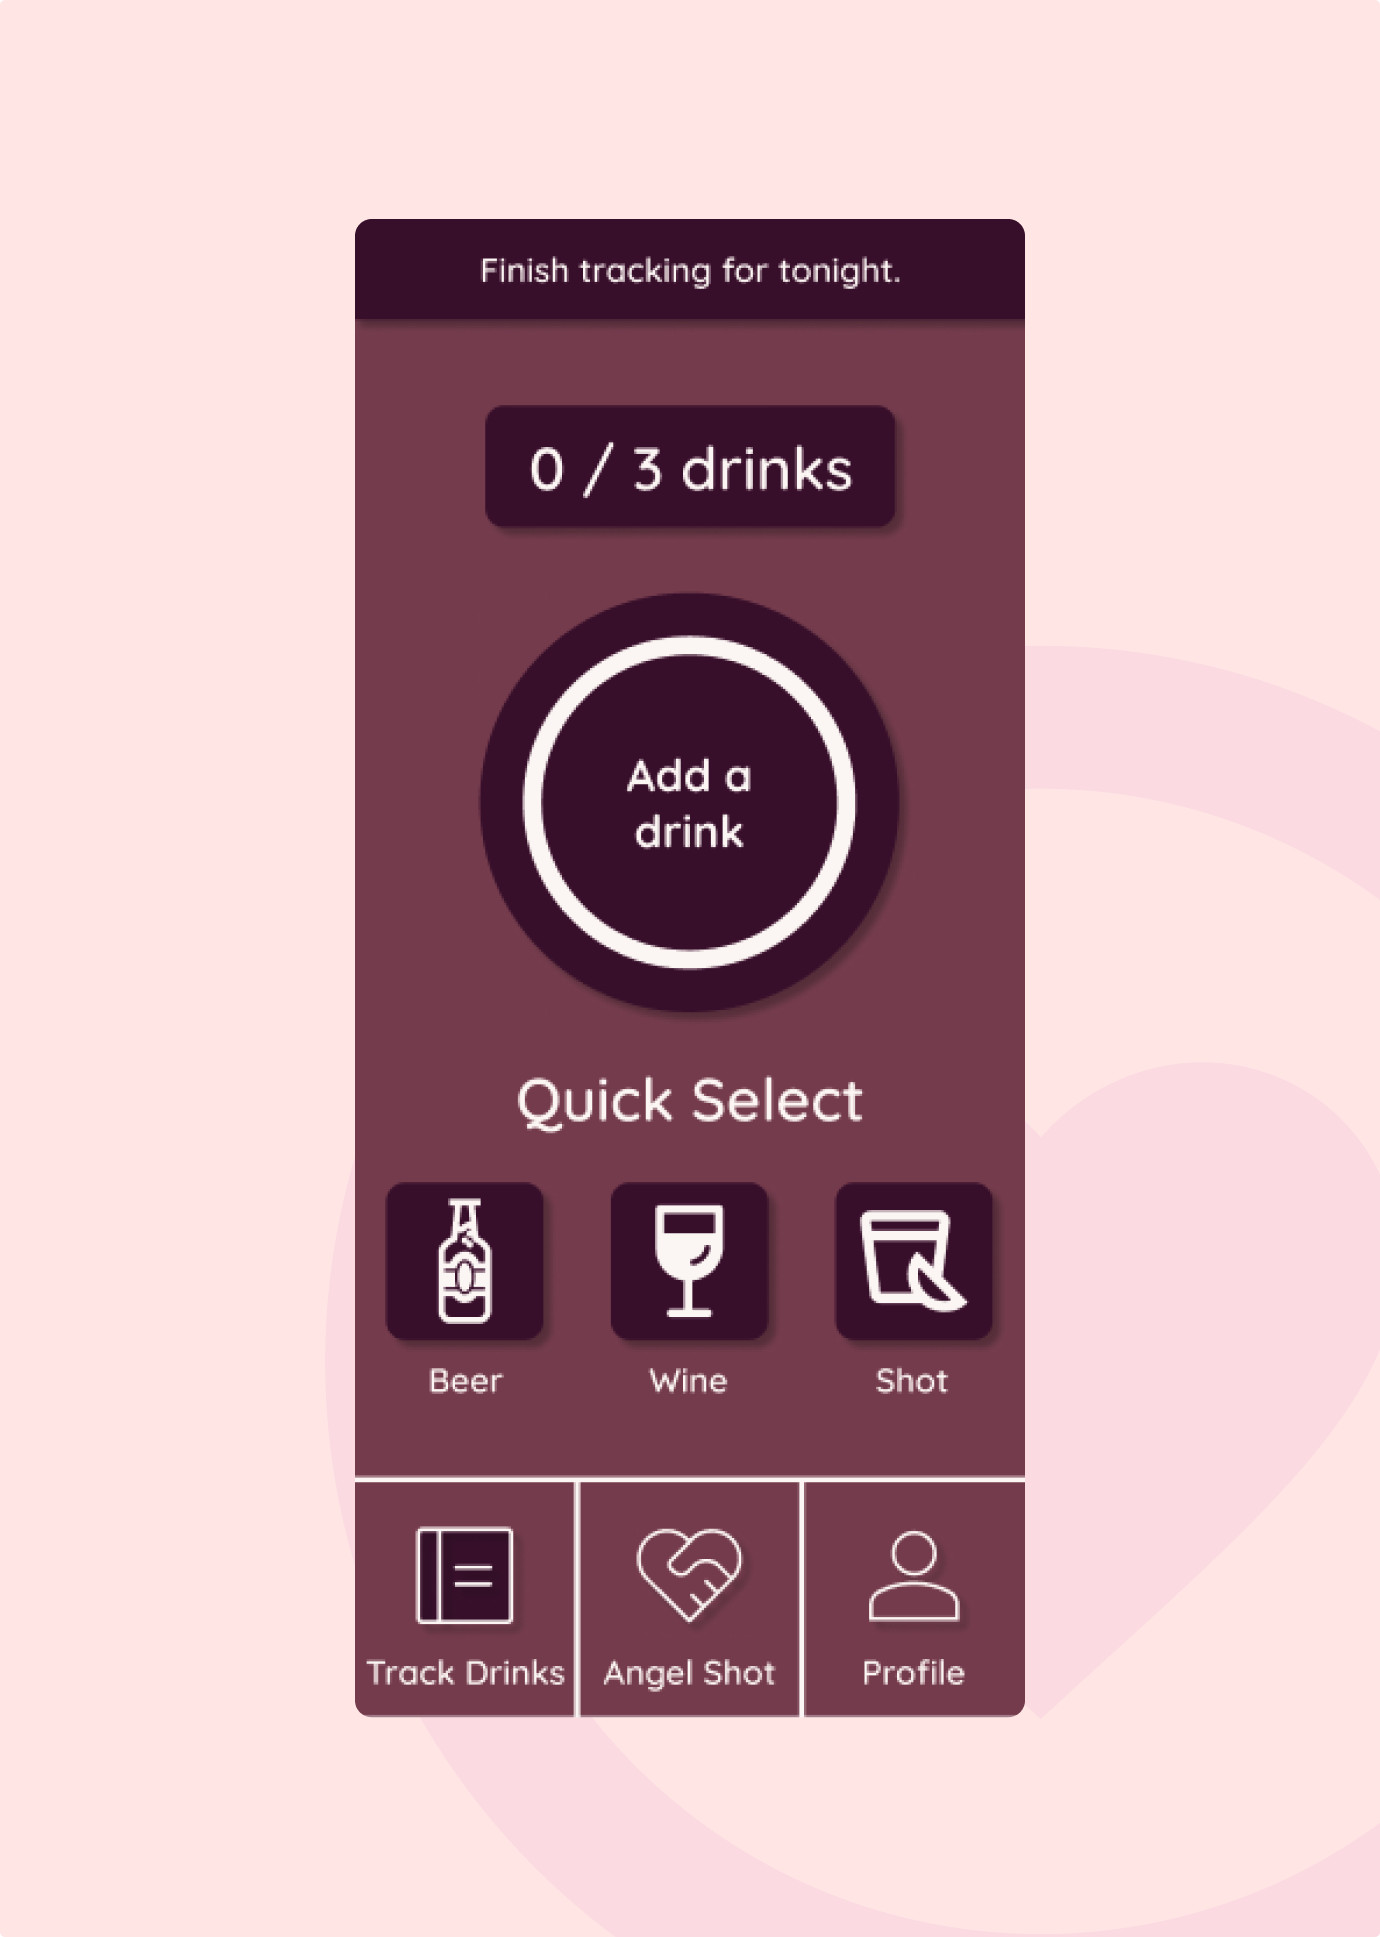 Finish tracking for tonight.
0 / 3 drinks
Add a
drink
Quick Select
Beer
Wine
Shot
Track Drinks
Angel Shot
Profile